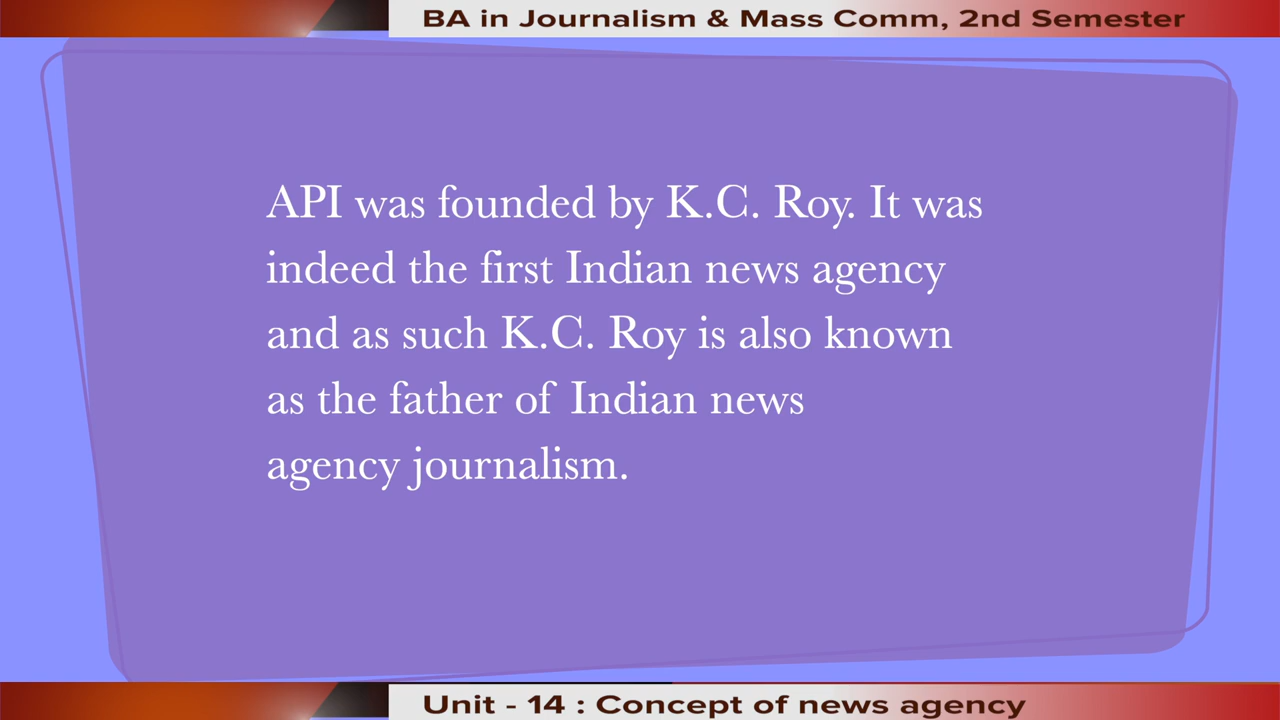 BA in Journalism & Mass Comm, 2nd Semester
API was founded by K.C. Roy. It was
indeed the first Indian news agency
and as such K.C. Roy is also known
as the father of Indian news
agency journalism.
Unit - 14 : Concept of news agency